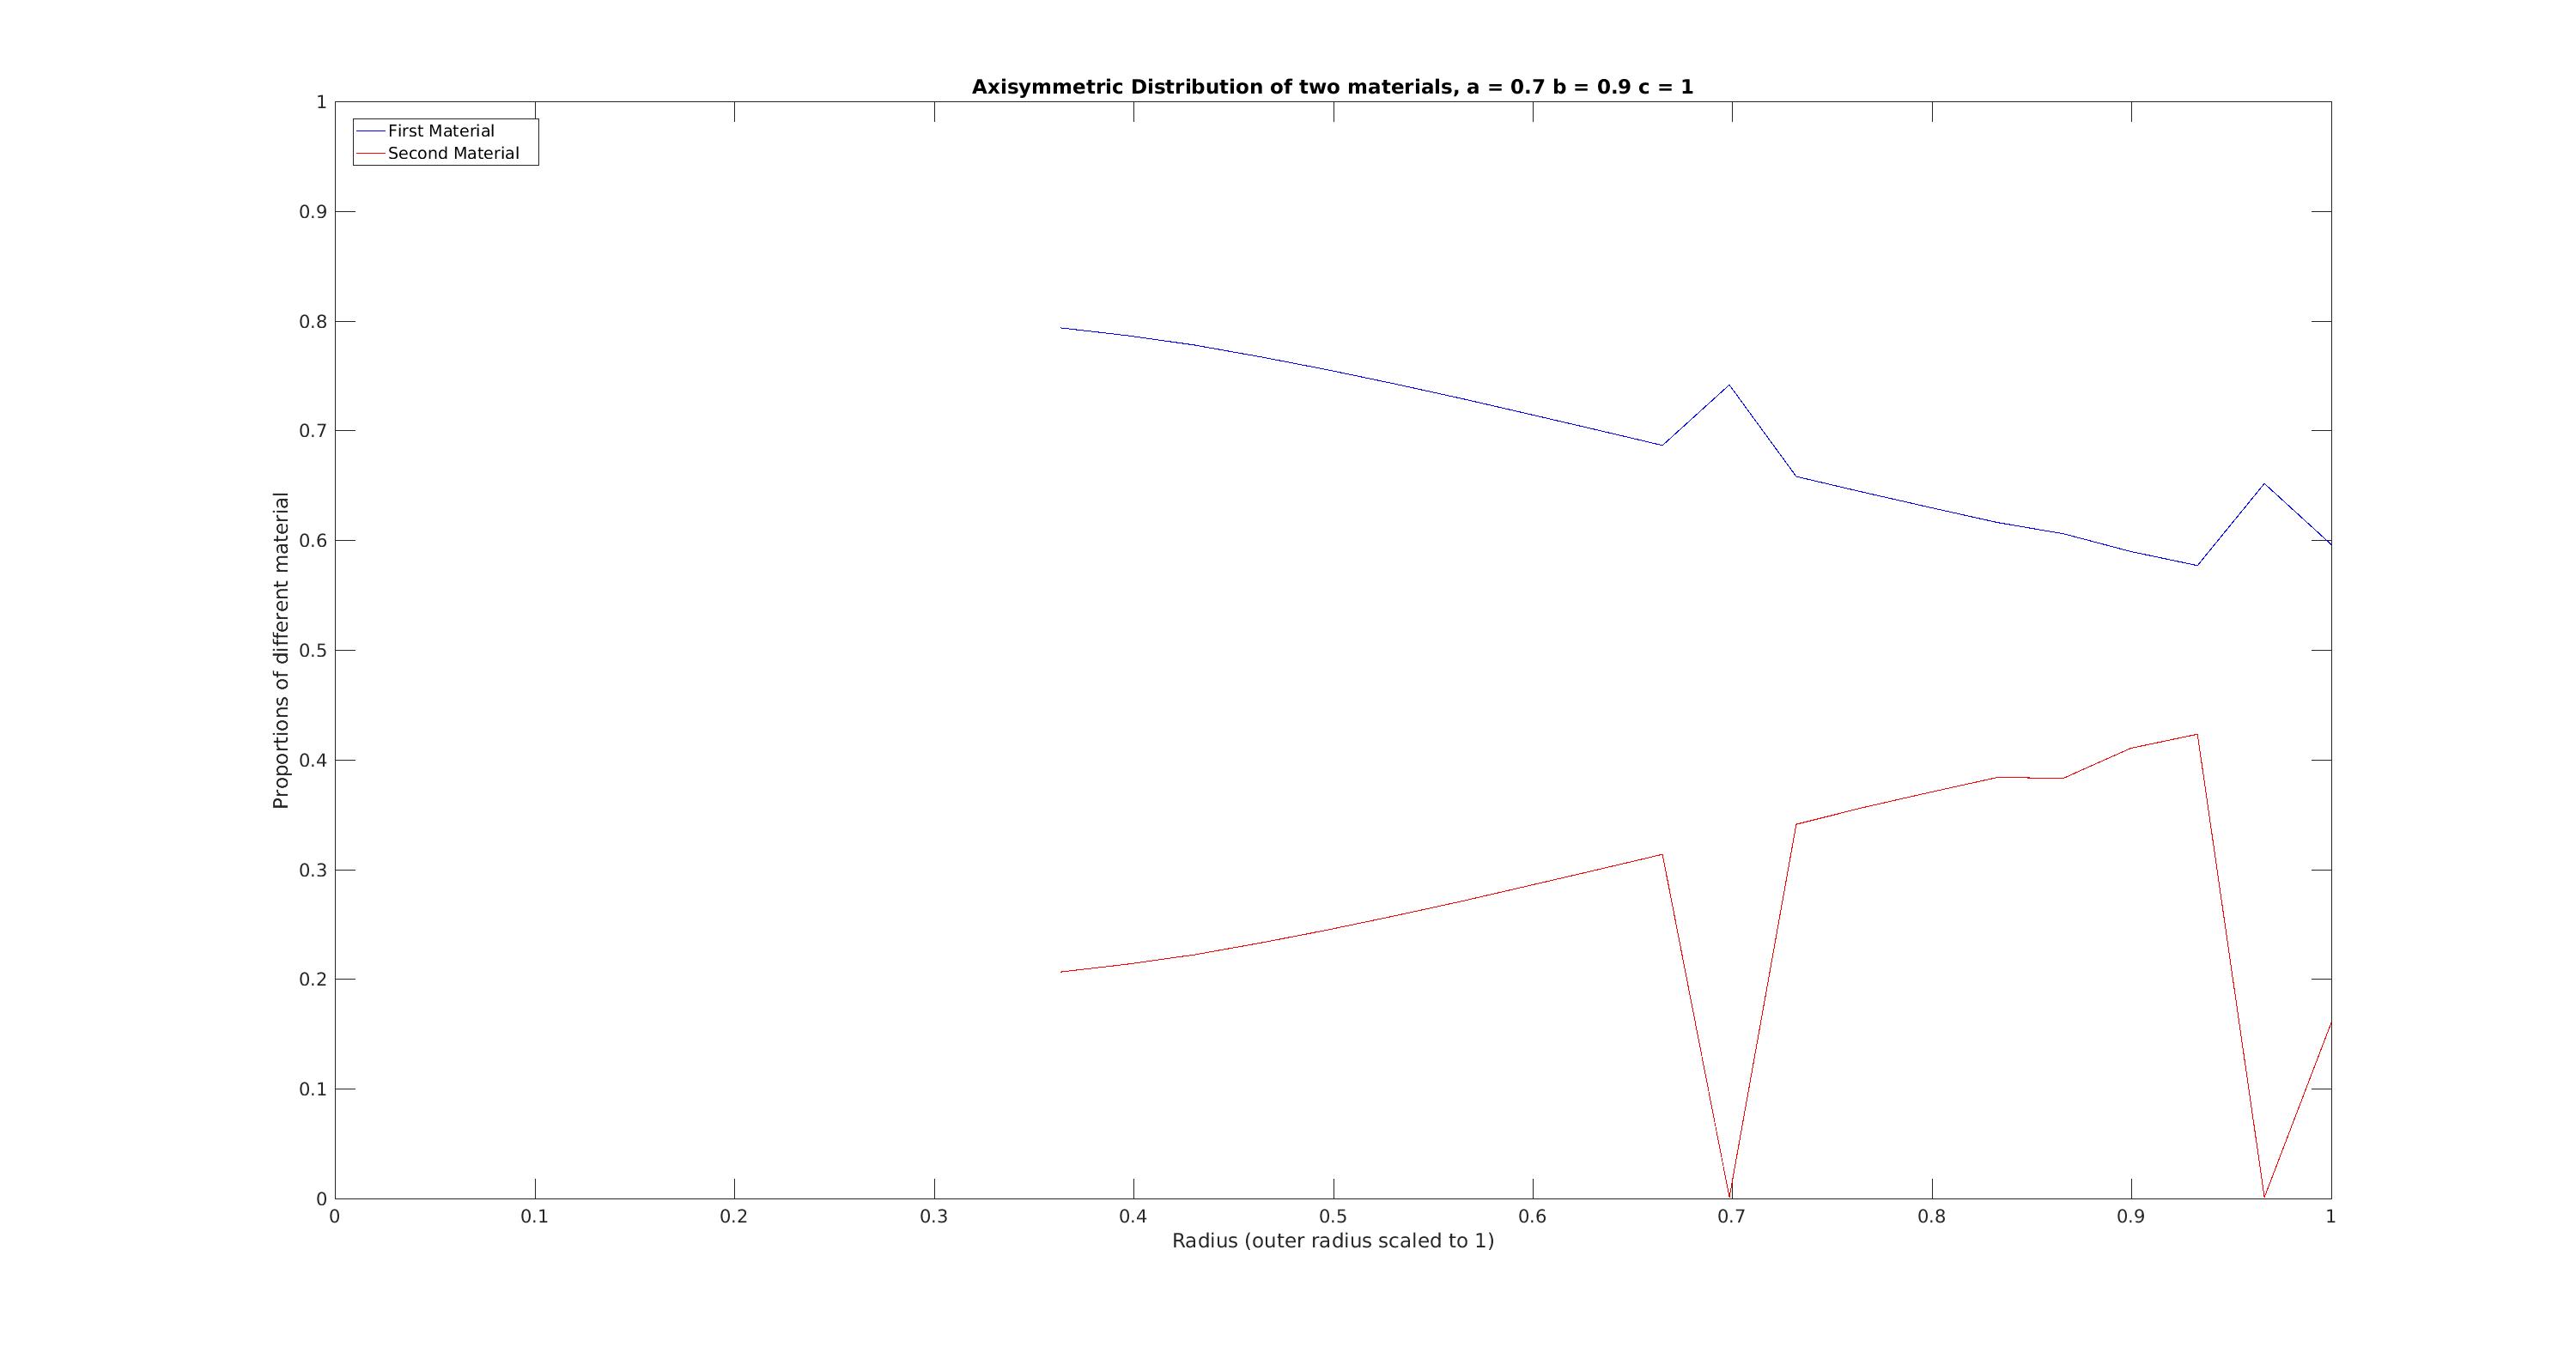 Axisymmetric Distribution of two materials, a = 0.7 b = 0.9 c = 1
First Material
Second Material
1
0.9
0.8
0.7
0.6
0.5
0.4
0.3
0.2
0.1
0
Proportions of different material
0 0.1 0.2 0.3 0.4 0.5 0.6 0.7 0.8 0.9 1
Radius (outer radius scaled to 1)